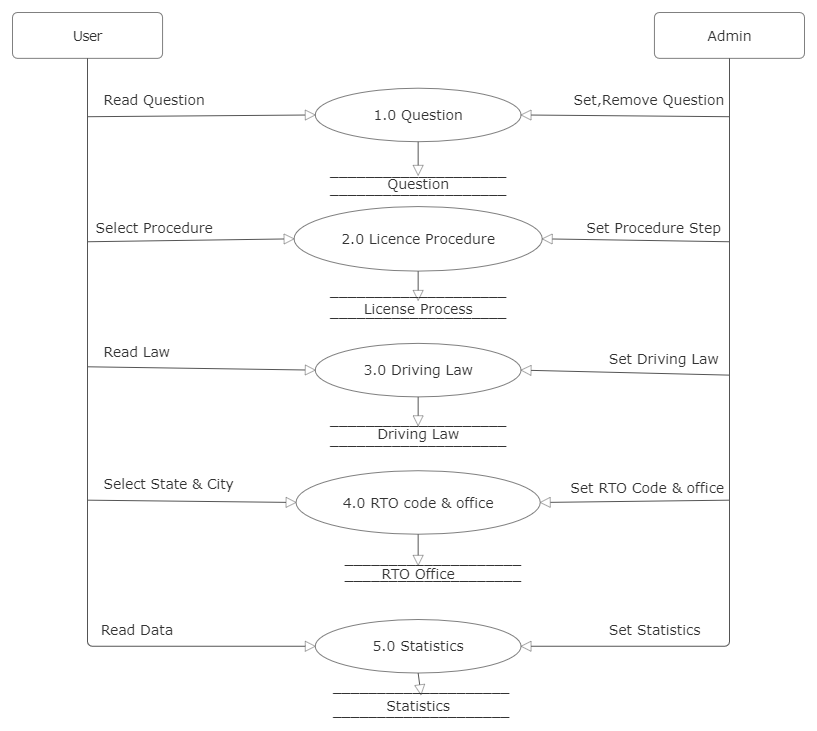 User
Admin
Read Question
Set,Remove Question
1.0 Question
Question
Select Procedure
Set Procedure Step
2.0 Licence Procedure
License Process
Read Law
Set Driving Law
3.0 Driving Law
Driving Law
Select State & City
Set RTO Code & office
4.0 RTO code & office
RTO Office
Read Data
Set Statistics
5.0 Statistics
Statistics